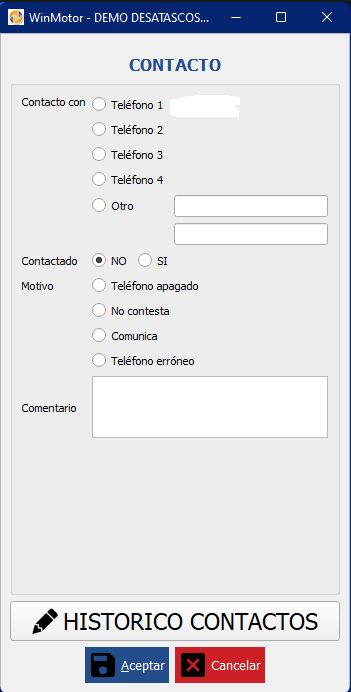 WinMotor - DEMO DESATASCOS...
CONTACTO
Contacto con Teléfono 1
Teléfono 2
Teléfono 3
Teléfono 4
Otro
Contactado NO SI
Motivo Teléfono apagado
No contesta
Comunica
Teléfono erróneo
Comentario
HISTORICO CONTACTOS
Aceptar Cancelar